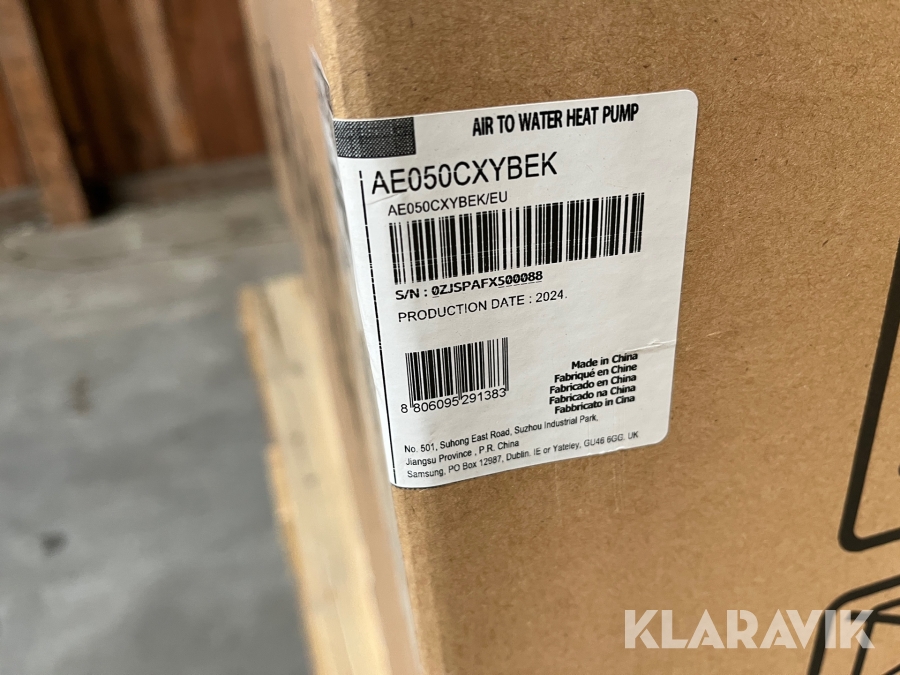 AIR TO WATER HEAT PUMP
AE050CXYBEK
AE050CXYBEK/EU
S/N : 0ZJSPAFX500088
PRODUCTION DATE : 2024.
8 806095 291383
Made in China
Fabriqué en Chine
Fabricado en China
Fabricado na China
Fabbricato in Cina
No. 501, Suhong East Road, Suzhou Industrial Park,
Jiangsu Province , P.R. China
Samsung. PO Box 12987, Dublin. IE or Yateley, GU46 6GG. UK
KLARAVIK